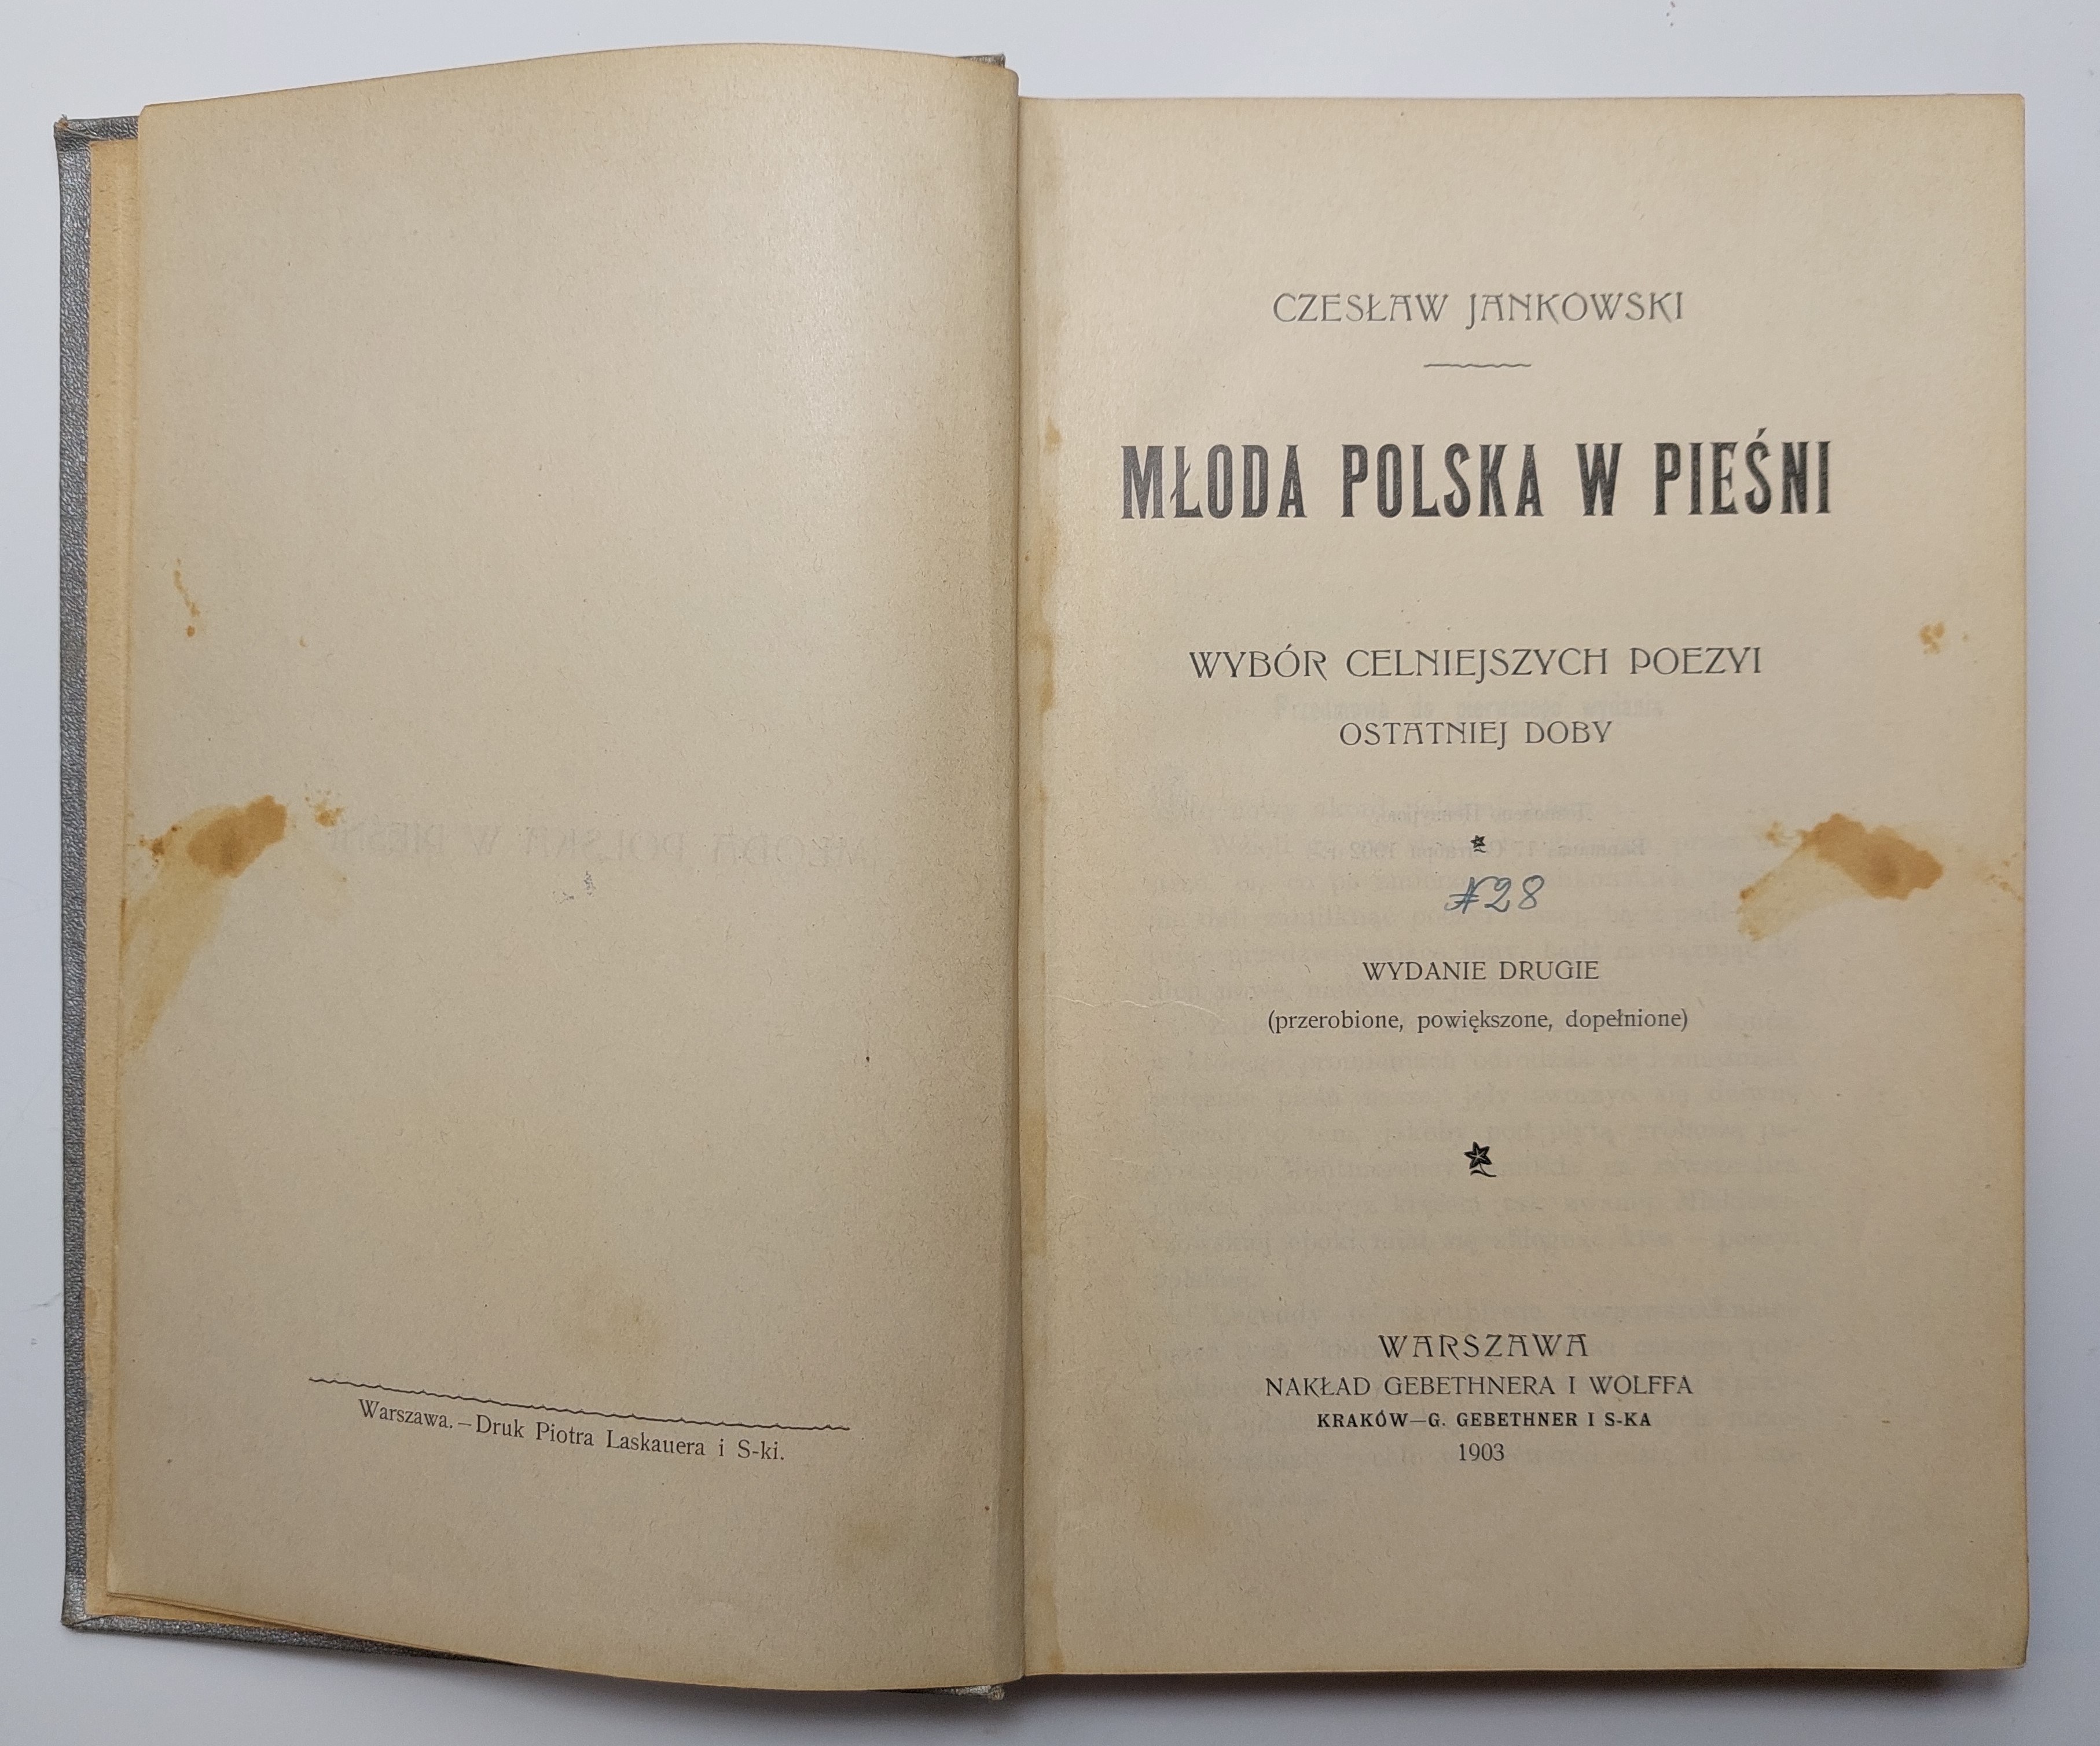 Warszawa.—Druk Piotra Laskauera i S-ki.
CZESŁAW JANKOWSKI
MŁODA POLSKA W PIEŚNI
WYBÓR CELNIEJSZYCH POEZYI
OSTATNIEJ DOBY
№28
WYDANIE DRUGIE
(przerobione, powiększone, dopełnione)
WARSZAWA
NAKŁAD GEBETHNERA I WOLFFA
KRAKÓW—G. GEBETHNER I S-KA
1903